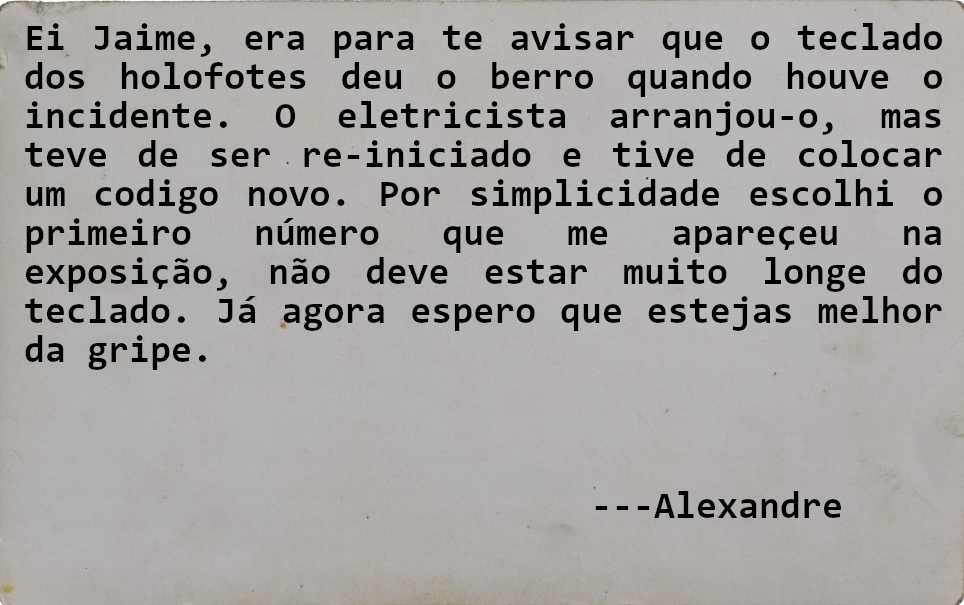 Ei Jaime, era para te avisar que o teclado
dos holofotes deu o berro quando houve o
incidente. O eletricista arranjou-o, mas
teve de ser re-iniciado e tive de colocar
um codigo novo. Por simplicidade escolhi o
primeiro número que me apareçeu na
exposição, não deve estar muito longe do
teclado. Já agora espero que estejas melhor
da gripe.
---Alexandre